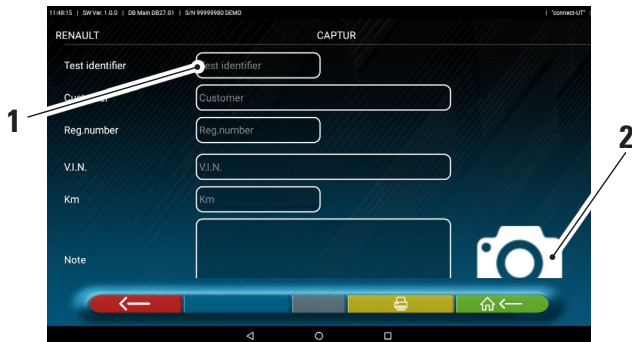 11:48:15 | SW Ver. 1.0.0 | DB Main DB27.01 | S/N 99999980 DEMO | "connect-UT" |
RENAULT CAPTUR
Test identifier Test identifier
1
Customer Customer
2
Reg.number Reg.number
V.I.N. V.I.N.
Km Km
Note